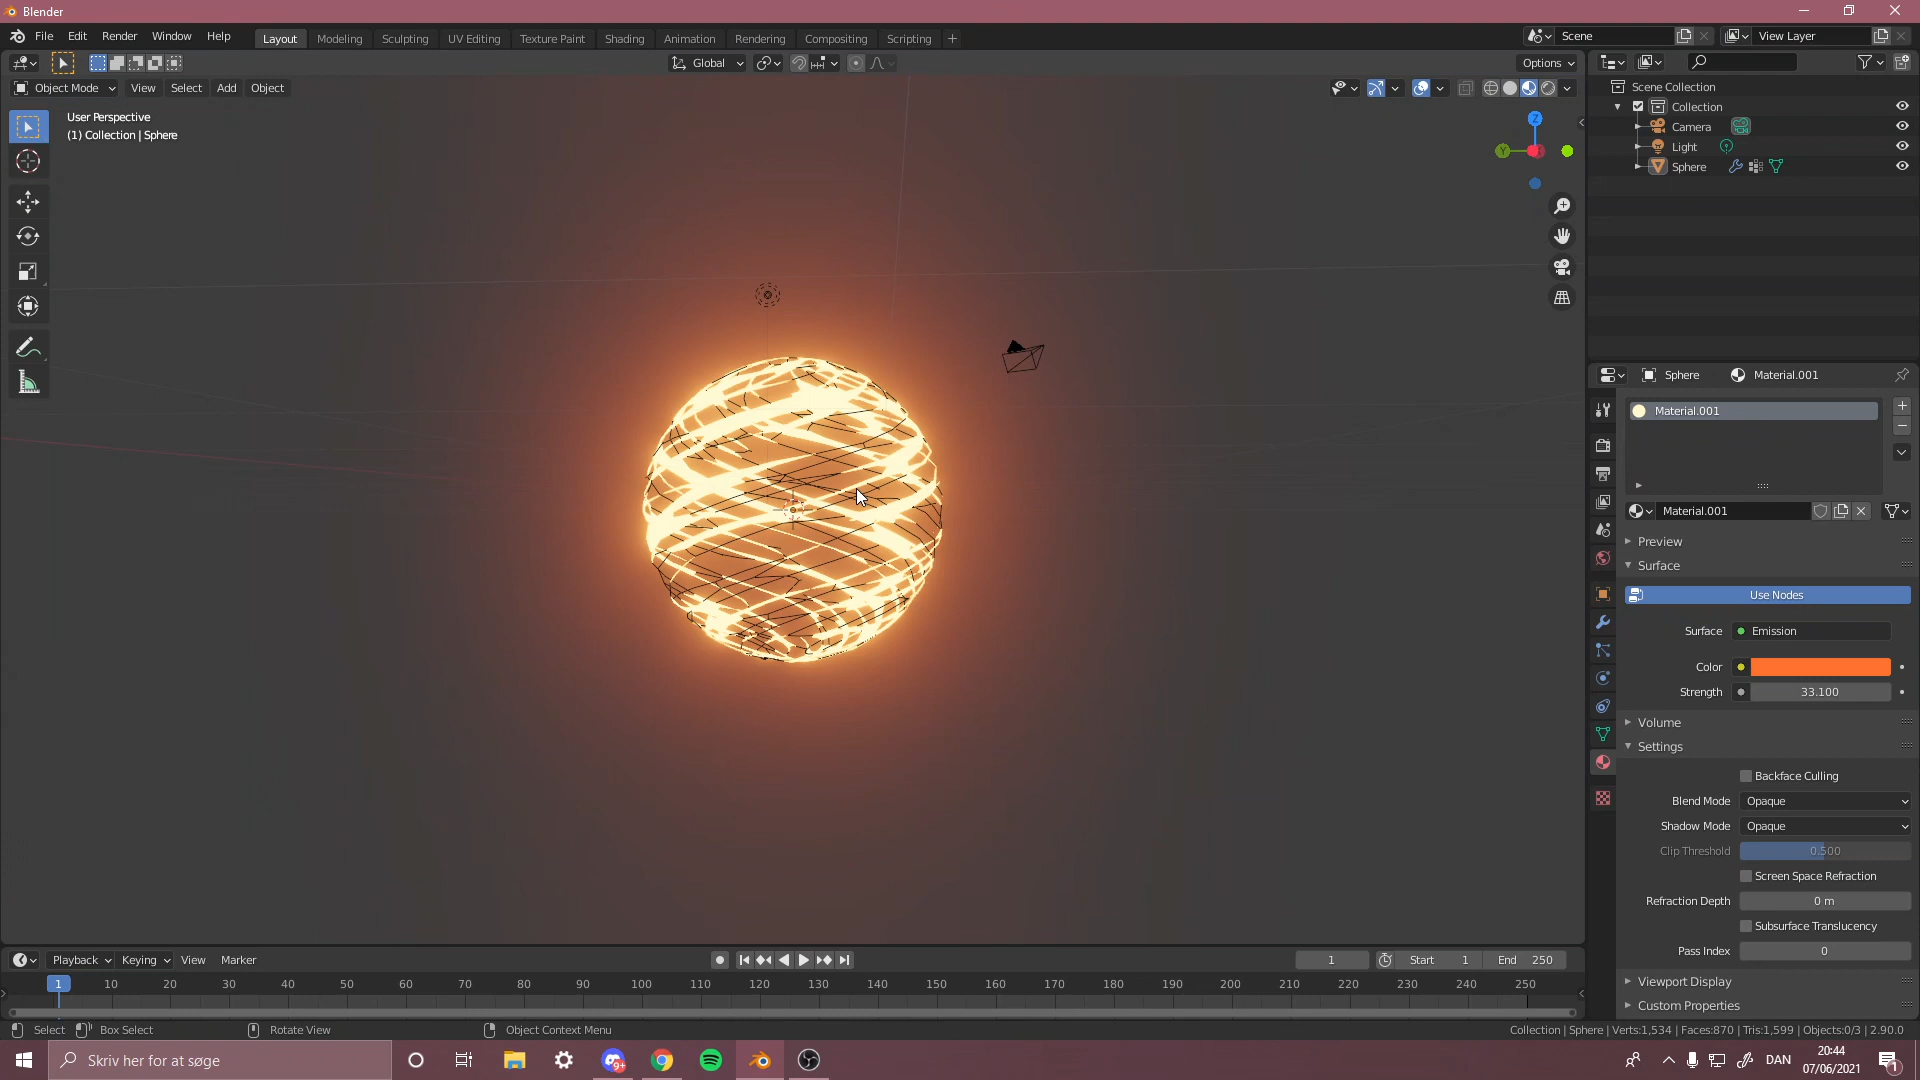 Blender
File Edit Render Window Help Layout Modeling Sculpting UV Editing Texture Paint Shading Animation Rendering Compositing Scripting + Scene View Layer
Global Options
Object Mode View Select Add Object
User Perspective
(1) Collection | Sphere
Z
Y
Scene Collection
Collection
Camera
Light
Sphere
Sphere Material.001
Material.001
Material.001
Preview
Surface
Use Nodes
Surface Emission
Color
Strength 33.100
Volume
Settings
Backface Culling
Blend Mode Opaque
Shadow Mode Opaque
Clip Threshold 0.500
Screen Space Refraction
Refraction Depth 0 m
Subsurface Translucency
Pass Index 0
Viewport Display
Custom Properties
Playback Keying View Marker 1 Start 1 End 250
1 10 20 30 40 50 60 70 80 90 100 110 120 130 140 150 160 170 180 190 200 210 220 230 240 250
Select Box Select Rotate View Object Context Menu Collection | Sphere | Verts:1,534 | Faces:870 | Tris:1,599 | Objects:0/3 | 2.90.0
Skriv her for at søge 9+ DAN 20:44
07/06/2021 1